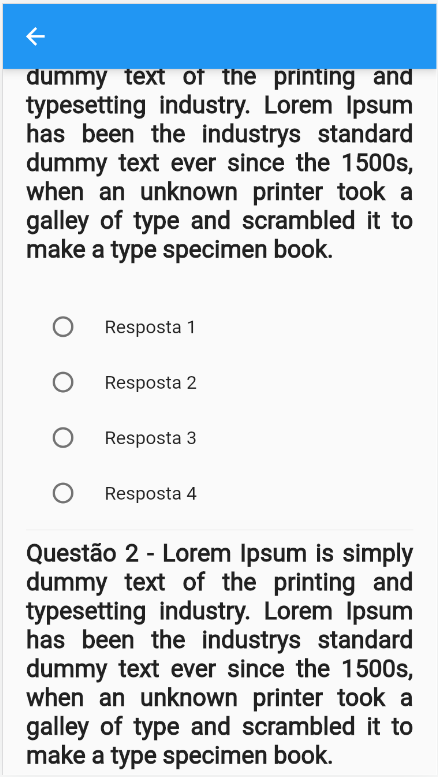 dummy text of the printing and
typesetting industry. Lorem Ipsum
has been the industrys standard
dummy text ever since the 1500s,
when an unknown printer took a
galley of type and scrambled it to
make a type specimen book.
Resposta 1
Resposta 2
Resposta 3
Resposta 4
Questão 2 - Lorem Ipsum is simply
dummy text of the printing and
typesetting industry. Lorem Ipsum
has been the industrys standard
dummy text ever since the 1500s,
when an unknown printer took a
galley of type and scrambled it to
make a type specimen book.